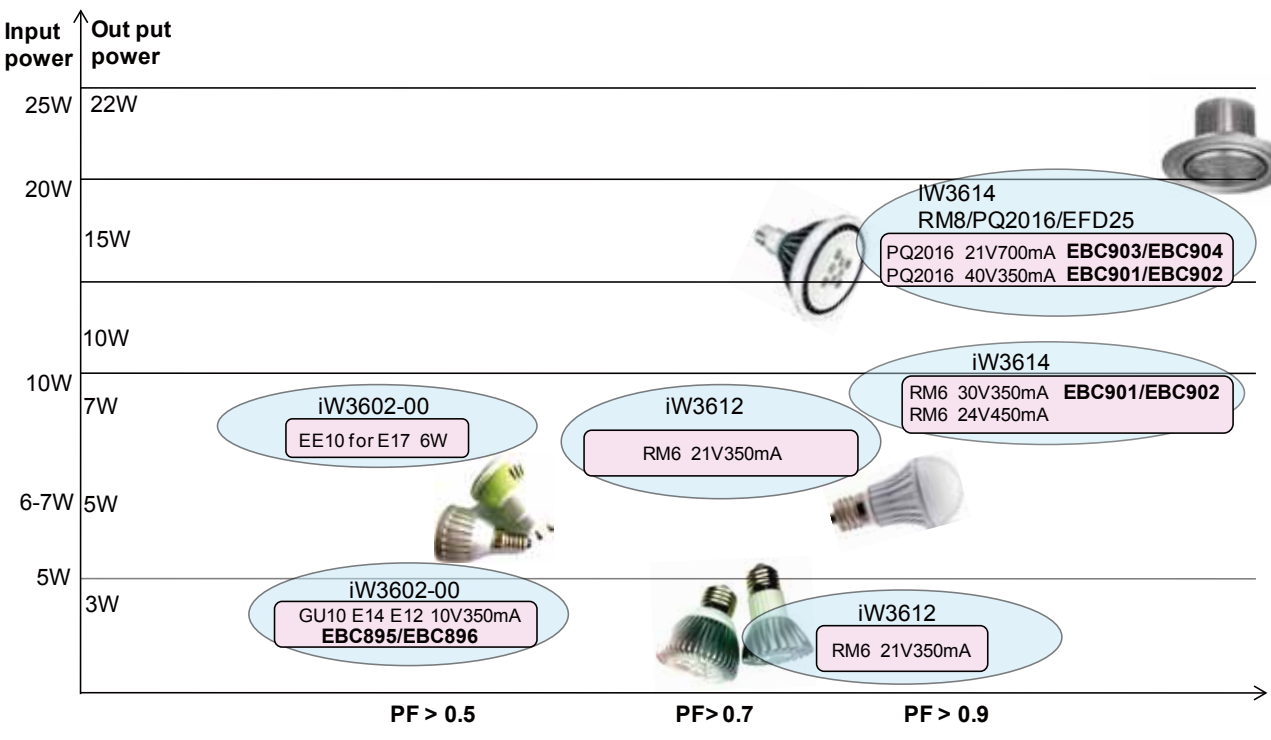 Input
power
Out put
power
25W
22W
20W
IW3614
RM8/PQ2016/EFD25
15W
PQ2016 21V700mA EBC903/EBC904
PQ2016 40V350mA EBC901/EBC902
10W
iW3614
10W
RM6 30V350mA EBC901/EBC902
RM6 24V450mA
7W
iW3602-00
EE10 for E17 6W
iW3612
RM6 21V350mA
6-7W
5W
5W
3W
iW3602-00
GU10 E14 E12 10V350mA
EBC895/EBC896
iW3612
RM6 21V350mA
PF > 0.5
PF> 0.7
PF > 0.9